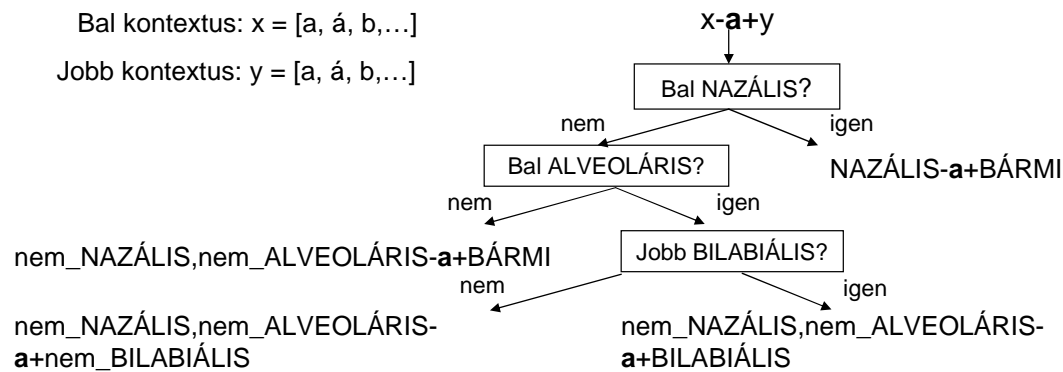 Bal kontextus: x = [a, á, b,…]
x-a+y
Jobb kontextus: y = [a, á, b,…]
Bal NAZÁLIS?
nem
igen
Bal ALVEOLÁRIS?
NAZÁLIS-a+BÁRMI
nem
igen
nem_NAZÁLIS,nem_ALVEOLÁRIS-a+BÁRMI
Jobb BILABIÁLIS?
nem
igen
nem_NAZÁLIS,nem_ALVEOLÁRIS-
a+nem_BILABIÁLIS
nem_NAZÁLIS,nem_ALVEOLÁRIS-
a+BILABIÁLIS